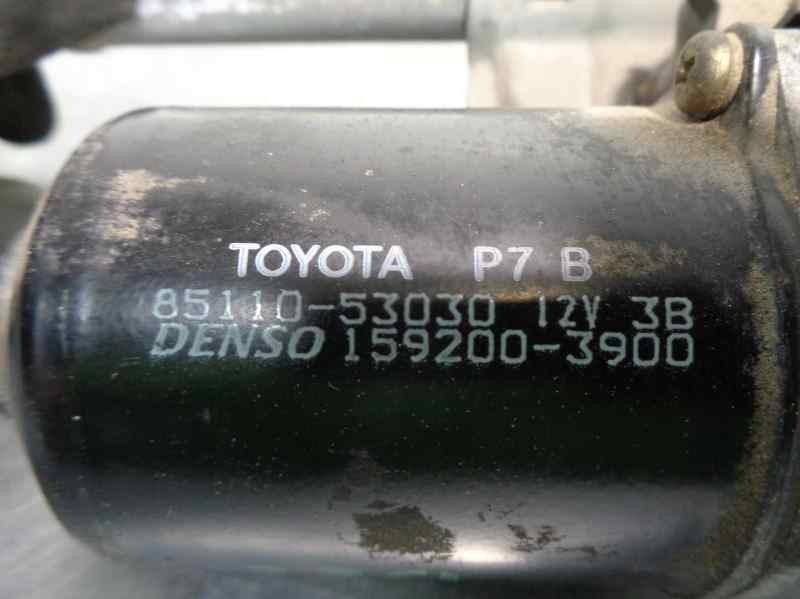 TOYOTA P7 B
85110-53030 12V 3B
DENSO 159200-3900